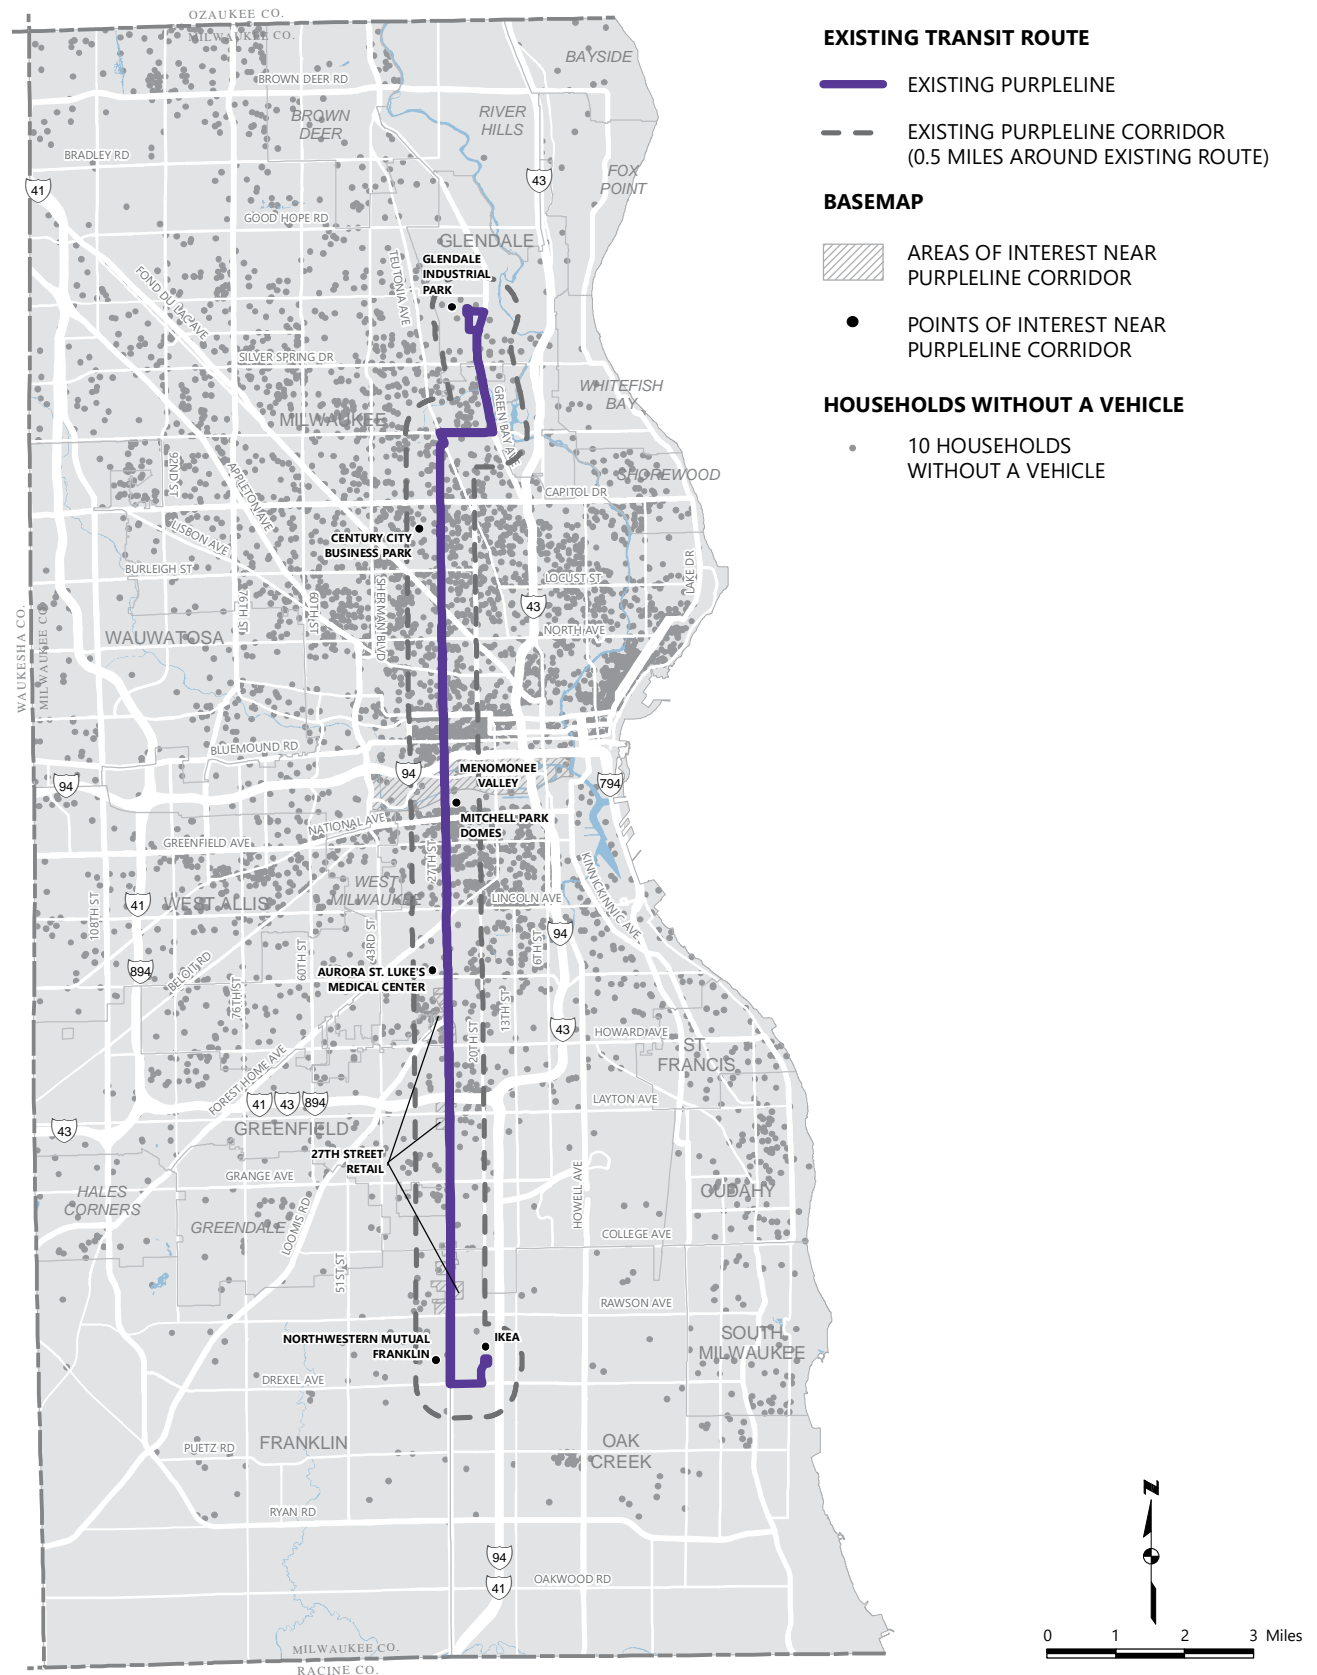 OZAUKEE CO.
MILWAUKEE CO.
BAYSIDE
BROWN DEER RD
BROWN
DEER
RIVER
HILLS
BRADLEY RD
FOX
POINT
41
43
GOOD HOPE RD
GLENDALE
TEUTONIA AVE
GLENDALE
INDUSTRIAL
PARK
FOND DU LAC AVE
SILVER SPRING DR
WHITEFISH
BAY
GREEN BAY AVE
MILWAUKEE
92ND ST
APPLETON AVE
SHOREWOOD
CAPITOL DR
LISBON AVE
CENTURY CITY
BUSINESS PARK
BURLEIGH ST
LOCUST ST
LAKE DR
76TH ST
60TH ST
SHERMAN BLVD
43
WAUKESHA CO.
MILWAUKEE CO.
WAUWATOSA
NORTH AVE
BLUEMOUND RD
94
94
MENOMONEE
VALLEY
794
MITCHELL PARK
DOMES
NATIONAL AVE
GREENFIELD AVE
27TH ST
KINNICKINNIC AVE
WEST
MILWAUKEE
WEST ALLIS
LINCOLN AVE
41
108TH ST
94
43RD ST
6TH ST
60TH ST
BELOIT RD
894
AURORA ST. LUKE'S
MEDICAL CENTER
76TH ST
13TH ST
20TH ST
43
HOWARD AVE
ST.
FRANCIS
FOREST HOME AVE
41
43
894
LAYTON AVE
43
GREENFIELD
27TH STREET
RETAIL
GRANGE AVE
HALES
CORNERS
HOWELL AVE
CUDAHY
GREENDALE
LOOMIS RD
COLLEGE AVE
51ST ST
RAWSON AVE
NORTHWESTERN MUTUAL
FRANKLIN
IKEA
SOUTH
MILWAUKEE
DREXEL AVE
FRANKLIN
PUETZ RD
OAK
CREEK
RYAN RD
94
41
OAKWOOD RD
MILWAUKEE CO.
RACINE CO.
EXISTING TRANSIT ROUTE
EXISTING PURPLELINE
EXISTING PURPLELINE CORRIDOR
(0.5 MILES AROUND EXISTING ROUTE)
BASEMAP
AREAS OF INTEREST NEAR
PURPLELINE CORRIDOR
POINTS OF INTEREST NEAR
PURPLELINE CORRIDOR
HOUSEHOLDS WITHOUT A VEHICLE
10 HOUSEHOLDS
WITHOUT A VEHICLE
N
0 1 2 3 Miles